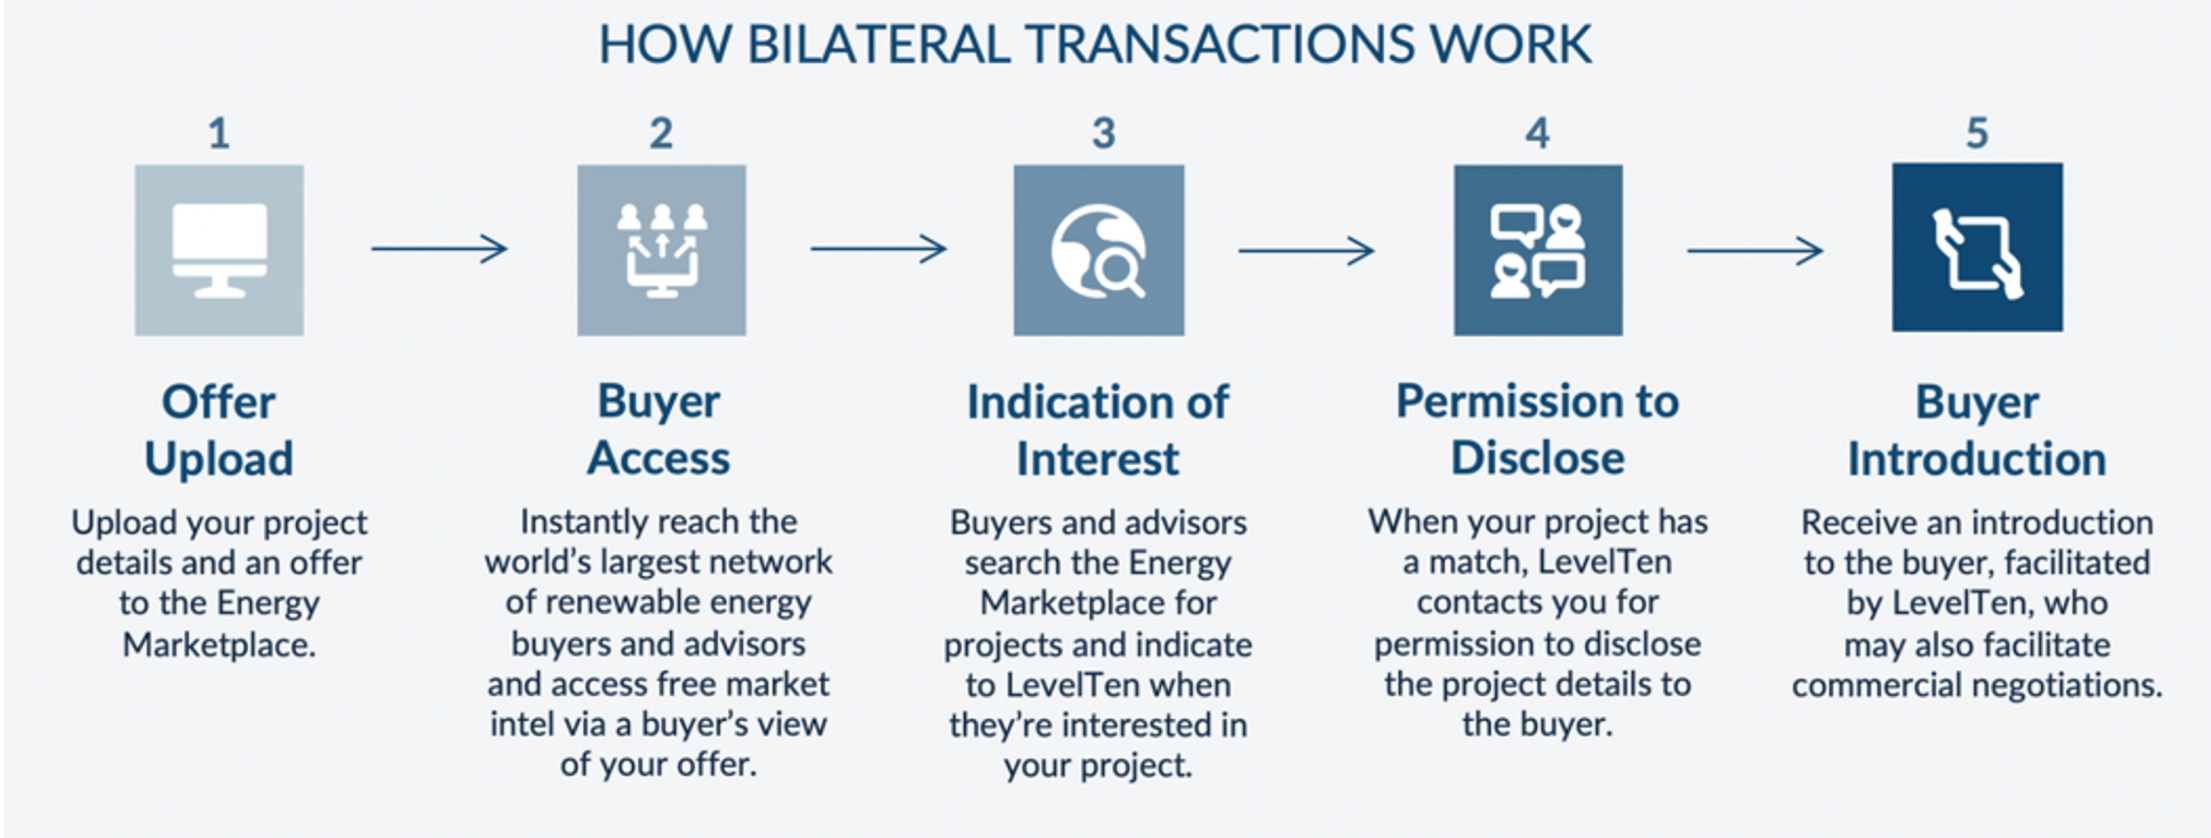 HOW BILATERAL TRANSACTIONS WORK
1
Offer
Upload
Upload your project
details and an offer
to the Energy
Marketplace.
2
Buyer
Access
Instantly reach the
world’s largest network
of renewable energy
buyers and advisors
and access free market
intel via a buyer’s view
of your offer.
3
Indication of
Interest
Buyers and advisors
search the Energy
Marketplace for
projects and indicate
to LevelTen when
they’re interested in
your project.
4
Permission to
Disclose
When your project has
a match, LevelTen
contacts you for
permission to disclose
the project details to
the buyer.
5
Buyer
Introduction
Receive an introduction
to the buyer, facilitated
by LevelTen, who
may also facilitate
commercial negotiations.